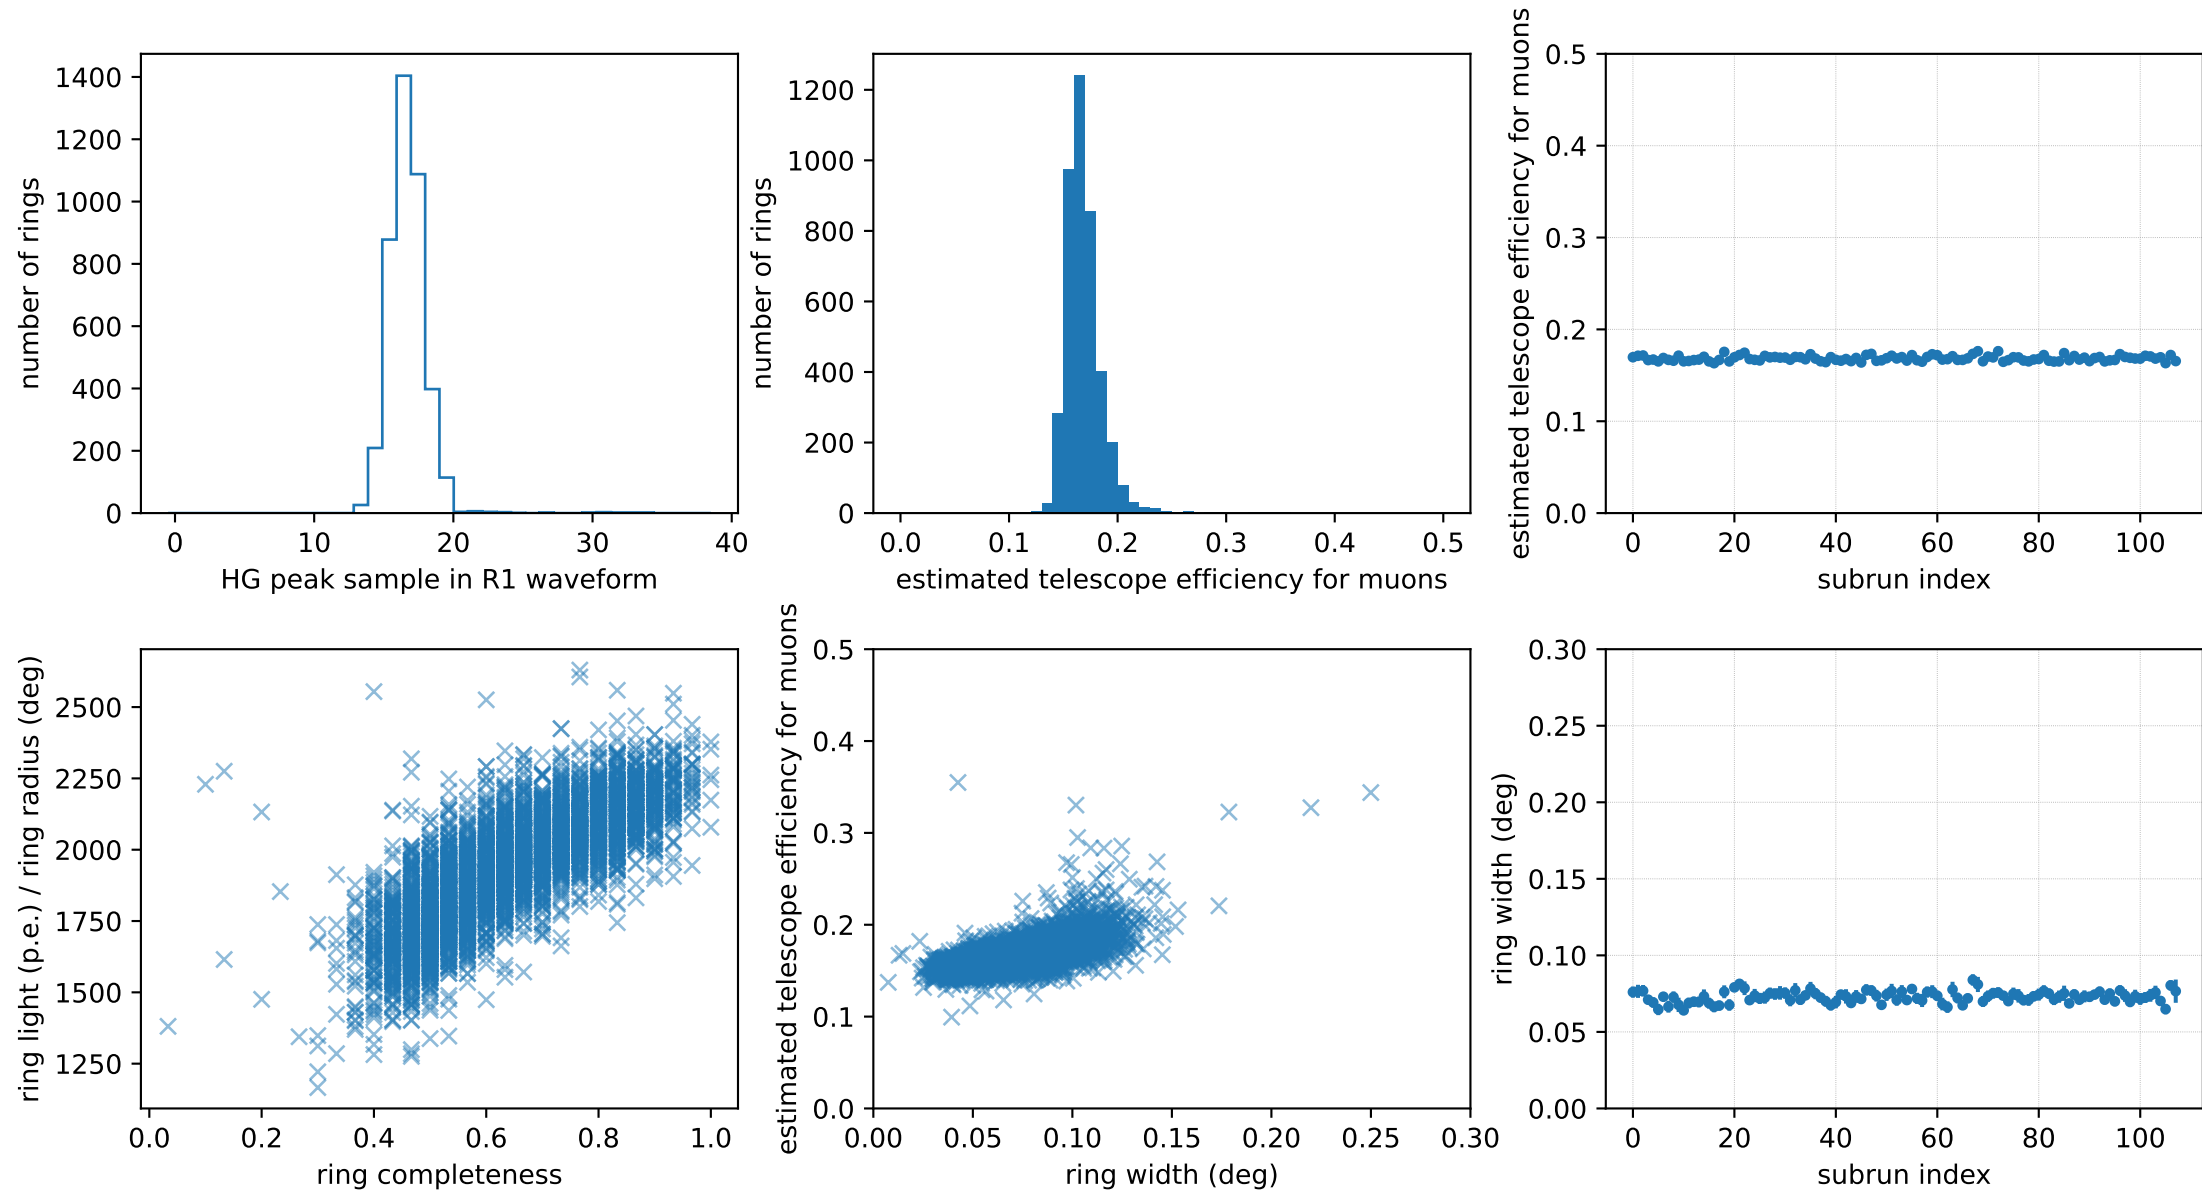 number of rings
1400
1200
1000
800
600
400
200
0
0 10 20 30 40
HG peak sample in R1 waveform
number of rings
1200
1000
800
600
400
200
0
0.0 0.1 0.2 0.3 0.4 0.5
estimated telescope efficiency for muons
estimated telescope efficiency for muons
0.5
0.4
0.3
0.2
0.1
0.0
0 20 40 60 80 100
subrun index
ring light (p.e.) / ring radius (deg)
2500
2250
2000
1750
1500
1250
0.0 0.2 0.4 0.6 0.8 1.0
ring completeness
estimated telescope efficiency for muons
0.5
0.4
0.3
0.2
0.1
0.0
0.00 0.05 0.10 0.15 0.20 0.25 0.30
ring width (deg)
ring width (deg)
0.30
0.25
0.20
0.15
0.10
0.05
0.00
0 20 40 60 80 100
subrun index